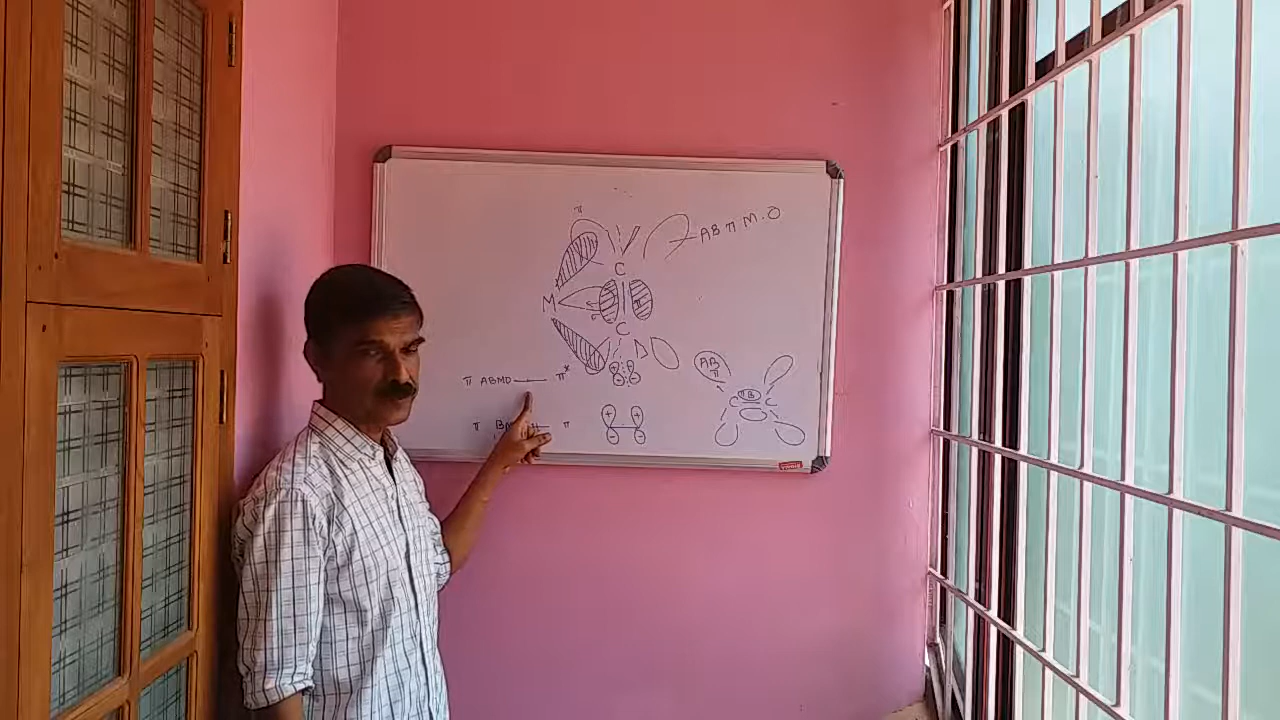 π
AB π M.O
C
M
C
π ABMO π*
AB
π
+ +
- -
C π B C
π π
+ +
- -